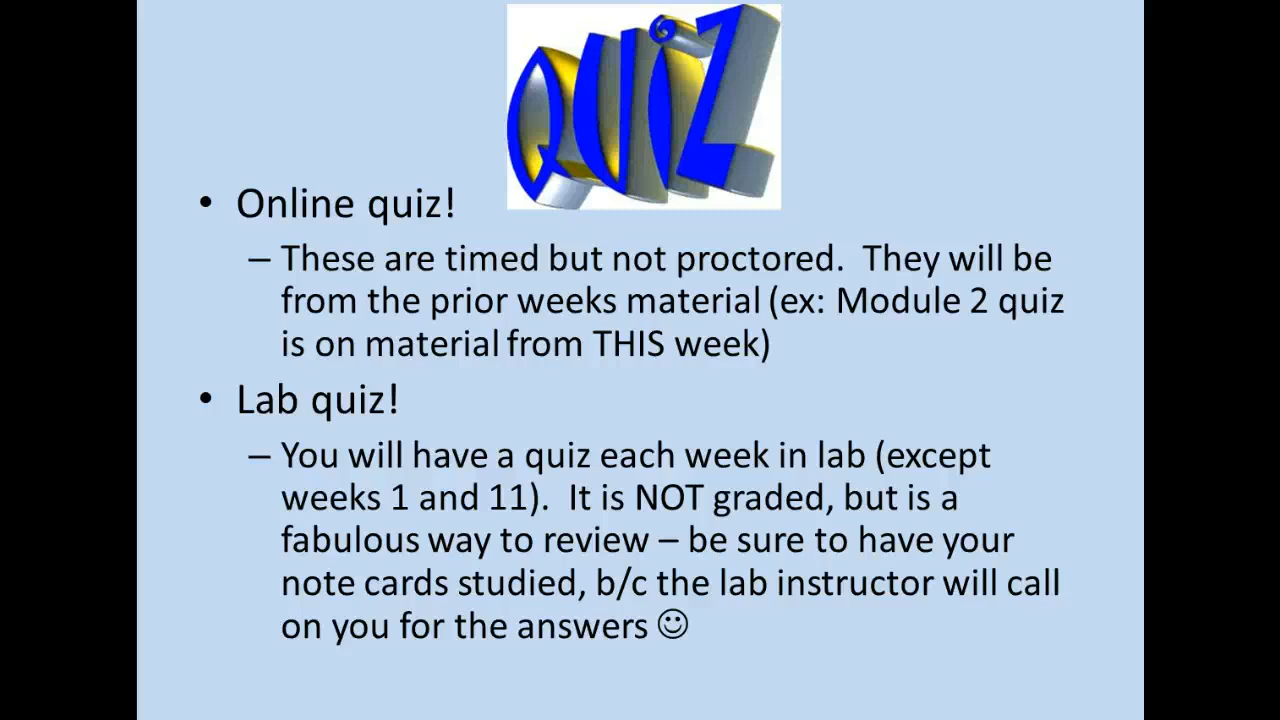 QUiZ
• Online quiz!
– These are timed but not proctored.  They will be
from the prior weeks material (ex:  Module 2 quiz
is on material from THIS week)
• Lab quiz!
– You will have a quiz each week in lab (except
weeks 1 and 11).  It is NOT graded, but is a
fabulous way to review – be sure to have your
note cards studied, b/c the lab instructor will call
on you for the answers ☺